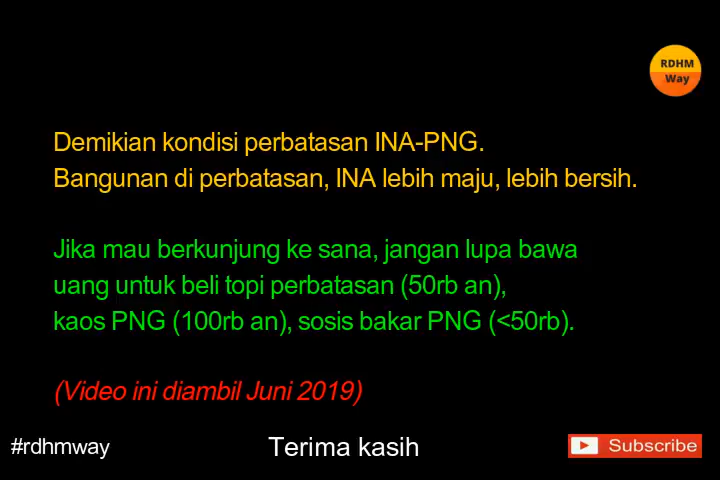 RDHM
Way
Demikian kondisi perbatasan INA-PNG.
Bangunan di perbatasan, INA lebih maju, lebih bersih.
Jika mau berkunjung ke sana, jangan lupa bawa
uang untuk beli topi perbatasan (50rb an),
kaos PNG (100rb an), sosis bakar PNG (<50rb).
(Video ini diambil Juni 2019)
#rdhmway
Terima kasih
Subscribe